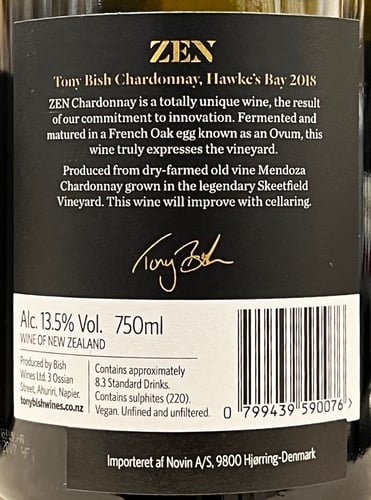 ZEN
Tony Bish Chardonnay, Hawke's Bay 2018
ZEN Chardonnay is a totally unique wine, the result
of our commitment to innovation. Fermented and
matured in a French Oak egg known as an Ovum, this
wine truly expresses the vineyard.
Produced from dry-farmed old vine Mendoza
Chardonnay grown in the legendary Skeetfield
Vineyard. This wine will improve with cellaring.
Tony Bish
Alc. 13.5% Vol. 750ml
WINE OF NEW ZEALAND
Produced by Bish
Wines Ltd, 3 Ossian
Street, Ahuriri, Napier.
tonybishwines.co.nz
Contains approximately
8.3 Standard Drinks.
Contains sulphites (220).
Vegan. Unfined and unfiltered.
0 799439 590076 >
Importeret af Novin A/S, 9800 Hjørring-Denmark